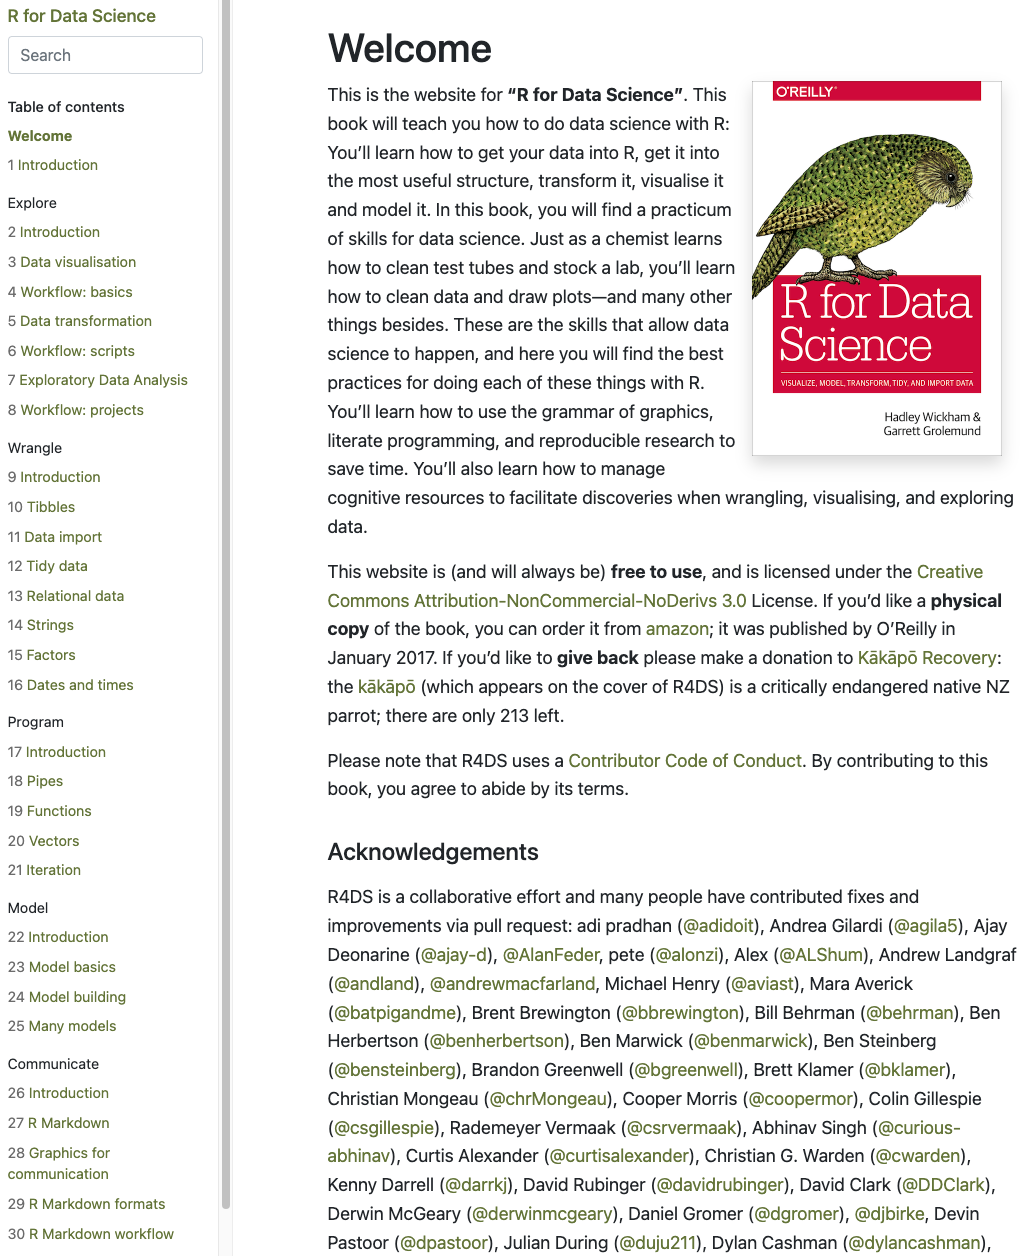 R for Data Science
Search
Table of contents
Welcome
1 Introduction
Explore
2 Introduction
3 Data visualisation
4 Workflow: basics
5 Data transformation
6 Workflow: scripts
7 Exploratory Data Analysis
8 Workflow: projects
Wrangle
9 Introduction
10 Tibbles
11 Data import
12 Tidy data
13 Relational data
14 Strings
15 Factors
16 Dates and times
Program
17 Introduction
18 Pipes
19 Functions
20 Vectors
21 Iteration
Model
22 Introduction
23 Model basics
24 Model building
25 Many models
Communicate
26 Introduction
27 R Markdown
28 Graphics for
communication
29 R Markdown formats
30 R Markdown workflow
Welcome
This is the website for “R for Data Science”. This
book will teach you how to do data science with R:
You’ll learn how to get your data into R, get it into
the most useful structure, transform it, visualise it
and model it. In this book, you will find a practicum
of skills for data science. Just as a chemist learns
how to clean test tubes and stock a lab, you’ll learn
how to clean data and draw plots—and many other
things besides. These are the skills that allow data
science to happen, and here you will find the best
practices for doing each of these things with R.
You’ll learn how to use the grammar of graphics,
literate programming, and reproducible research to
save time. You’ll also learn how to manage
cognitive resources to facilitate discoveries when wrangling, visualising, and exploring
data.
O'REILLY®
R for Data
Science
VISUALIZE, MODEL, TRANSFORM, TIDY, AND IMPORT DATA
Hadley Wickham &
Garrett Grolemund
This website is (and will always be) free to use, and is licensed under the Creative
Commons Attribution-NonCommercial-NoDerivs 3.0 License. If you’d like a physical
copy of the book, you can order it from amazon; it was published by O’Reilly in
January 2017. If you’d like to give back please make a donation to Kākāpō Recovery:
the kākāpō (which appears on the cover of R4DS) is a critically endangered native NZ
parrot; there are only 213 left.
Please note that R4DS uses a Contributor Code of Conduct. By contributing to this
book, you agree to abide by its terms.
Acknowledgements
R4DS is a collaborative effort and many people have contributed fixes and
improvements via pull request: adi pradhan (@adidoit), Andrea Gilardi (@agila5), Ajay
Deonarine (@ajay-d), @AlanFeder, pete (@alonzi), Alex (@ALShum), Andrew Landgraf
(@andland), @andrewmacfarland, Michael Henry (@aviast), Mara Averick
(@batpigandme), Brent Brewington (@bbrewington), Bill Behrman (@behrman), Ben
Herbertson (@benherbertson), Ben Marwick (@benmarwick), Ben Steinberg
(@bensteinberg), Brandon Greenwell (@bgreenwell), Brett Klamer (@bklamer),
Christian Mongeau (@chrMongeau), Cooper Morris (@coopermor), Colin Gillespie
(@csgillespie), Rademeyer Vermaak (@csrvermaak), Abhinav Singh (@curious-
abhinav), Curtis Alexander (@curtisalexander), Christian G. Warden (@cwarden),
Kenny Darrell (@darrkj), David Rubinger (@davidrubinger), David Clark (@DDClark),
Derwin McGeary (@derwinmcgeary), Daniel Gromer (@dgromer), @djbirke, Devin
Pastoor (@dpastoor), Julian During (@duju211), Dylan Cashman (@dylancashman),